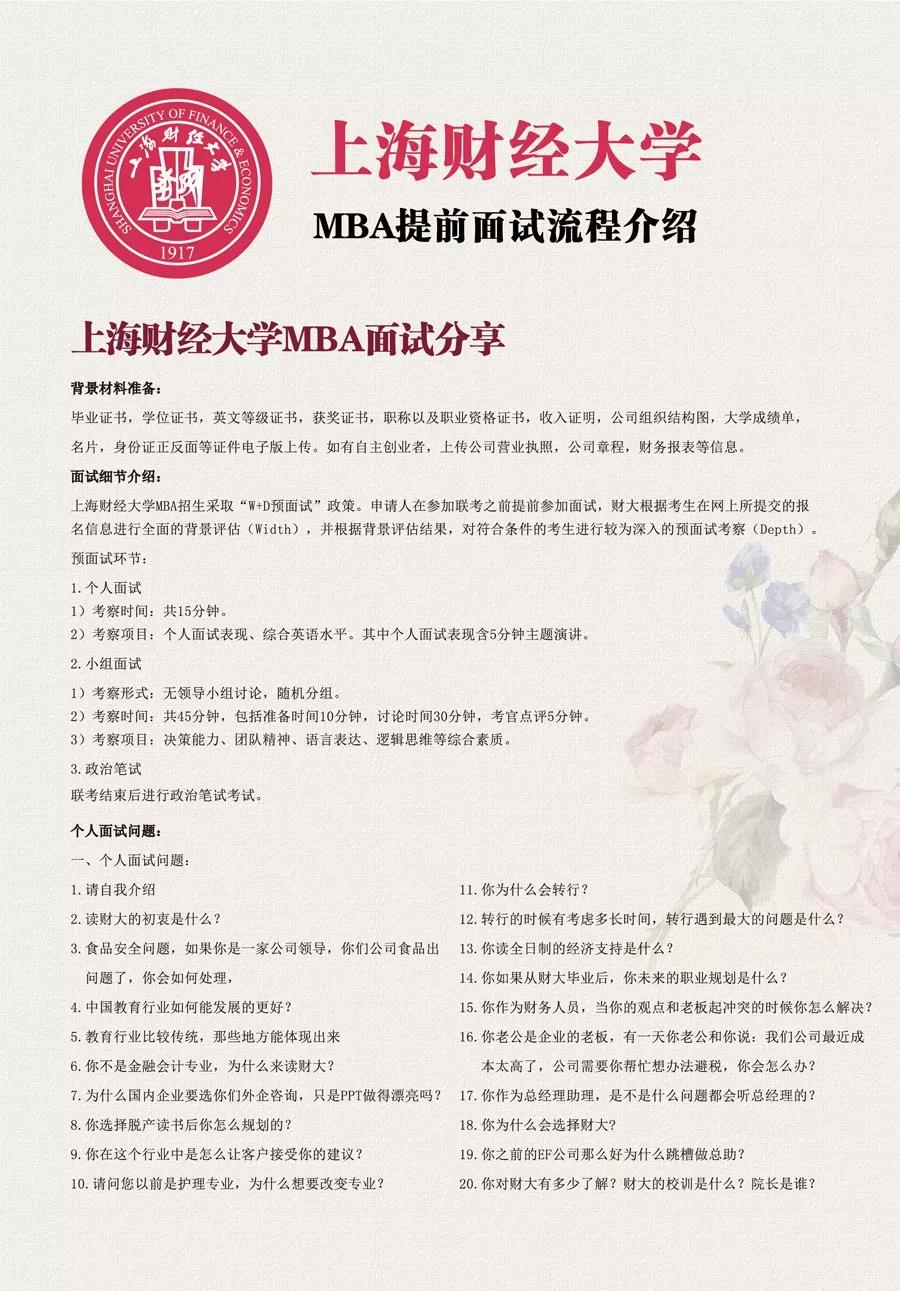 SHANGHAI UNIVERSITY OF FINANCE & ECONOMICS
上海财经大学
1917
上海财经大学
MBA提前面试流程介绍
上海财经大学MBA面试分享
背景材料准备：
毕业证书，学位证书，英文等级证书，获奖证书，职称以及职业资格证书，收入证明，公司组织结构图，大学成绩单，
名片，身份证正反面等证件电子版上传。如有自主创业者，上传公司营业执照，公司章程，财务报表等信息。
面试细节介绍：
上海财经大学MBA招生采取“W+D预面试”政策。申请人在参加联考之前提前参加面试，财大根据考生在网上所提交的报
名信息进行全面的背景评估（Width），并根据背景评估结果，对符合条件的考生进行较为深入的预面试考察（Depth）。
预面试环节：
1.个人面试
1）考察时间：共15分钟。
2）考察项目：个人面试表现、综合英语水平。其中个人面试表现含5分钟主题演讲。
2.小组面试
1）考察形式：无领导小组讨论，随机分组。
2）考察时间：共45分钟，包括准备时间10分钟，讨论时间30分钟，考官点评5分钟。
3）考察项目：决策能力、团队精神、语言表达、逻辑思维等综合素质。
3.政治笔试
联考结束后进行政治笔试考试。
个人面试问题：
一、个人面试问题：
1.请自我介绍
2.读财大的初衷是什么？
3.食品安全问题，如果你是一家公司领导，你们公司食品出
问题了，你会如何处理，
4.中国教育行业如何能发展的更好？
5.教育行业比较传统，那些地方能体现出来
6.你不是金融会计专业，为什么来读财大？
7.为什么国内企业要选你们外企咨询，只是PPT做得漂亮吗？
8.你选择脱产读书后你怎么规划的？
9.你在这个行业中是怎么让客户接受你的建议？
10.请问您以前是护理专业，为什么想要改变专业？
11.你为什么会转行？
12.转行的时候有考虑多长时间，转行遇到最大的问题是什么？
13.你读全日制的经济支持是什么？
14.你如果从财大毕业后，你未来的职业规划是什么？
15.你作为财务人员，当你的观点和老板起冲突的时候你怎么解决？
16.你老公是企业的老板，有一天你老公和你说：我们公司最近成
本太高了，公司需要你帮忙想办法避税，你会怎么办？
17.你作为总经理助理，是不是什么问题都会听总经理的？
18.你为什么会选择财大？
19.你之前的EF公司那么好为什么跳槽做总助？
20.你对财大有多少了解？财大的校训是什么？院长是谁？